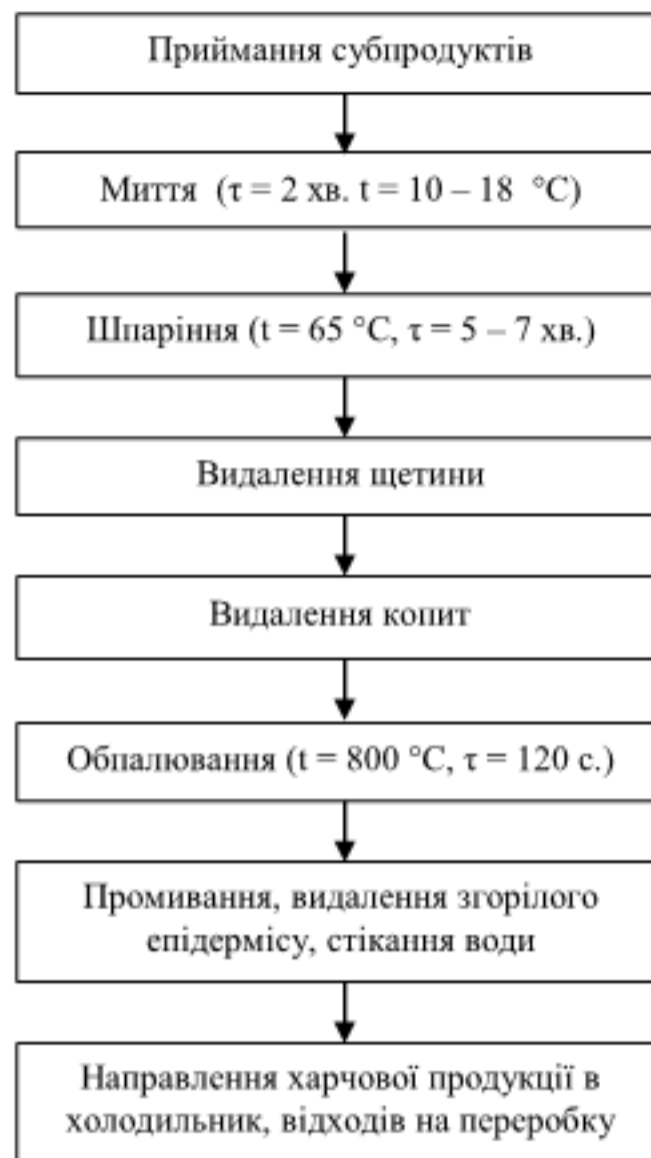 Приймання субпродуктів
Миття (τ = 2 хв. t = 10 – 18 °С)
Шпаріння (t = 65 °С, τ = 5 – 7 хв.)
Видалення щетини
Видалення копит
Обпалювання (t = 800 °С, τ = 120 с.)
Промивання, видалення згорілого
епідермісу, стікання води
Направлення харчової продукції в
холодильник, відходів на переробку